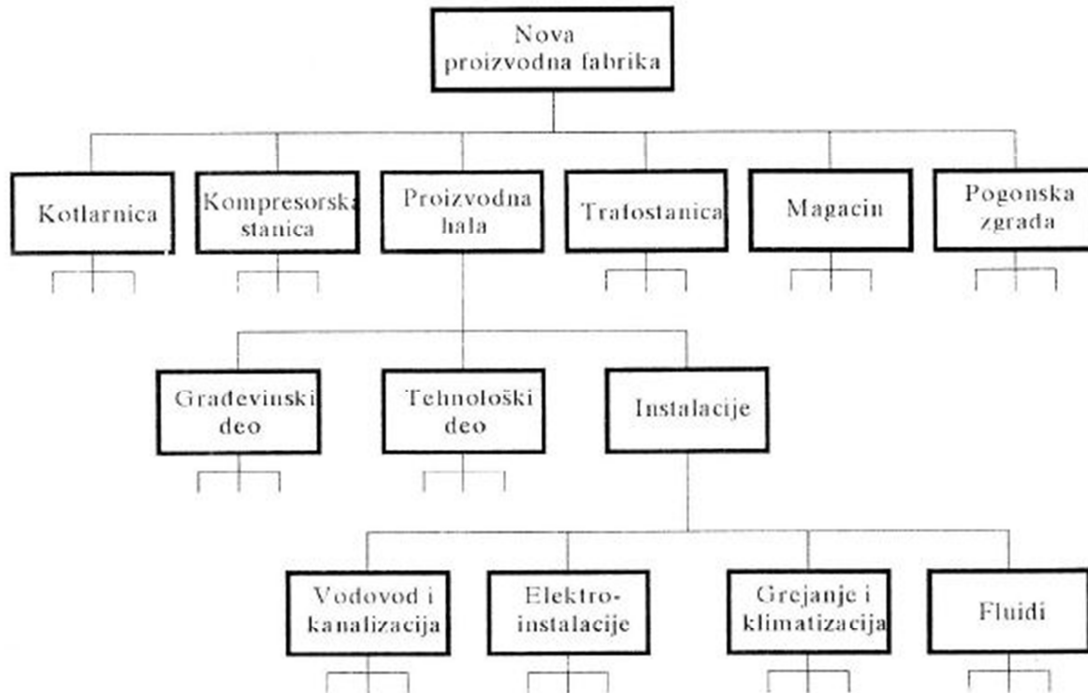 Nova
proizvodna fabrika
Kotlarnica
Kompresorska
stanica
Proizvodna
hala
Trafostanica
Magacin
Pogonska
zgrada
Građevinski
deo
Tehnološki
deo
Instalacije
Vodovod i
kanalizacija
Elektro-
instalacije
Grejanje i
klimatizacija
Fluidi